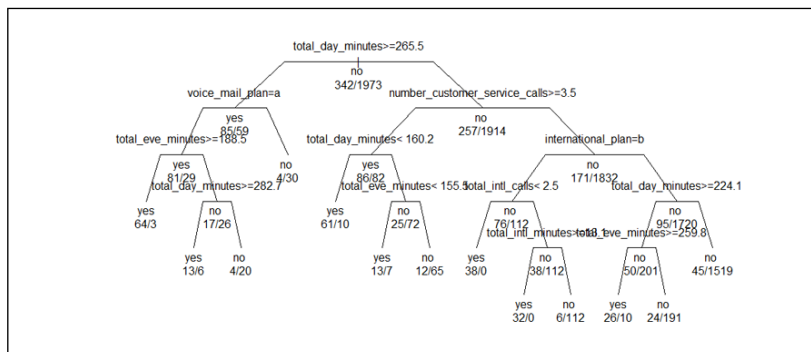 total_day_minutes>=265.5
no
342/1973
voice_mail_plan=a
number_customer_service_calls>=3.5
yes
85/59
no
257/1914
total_eve_minutes>=188.5
total_day_minutes< 160.2
international_plan=b
yes
81/29
no
4/30
yes
86/82
no
171/1832
total_day_minutes>=282.7
total_eve_minutes< 155.5
total_intl_calls< 2.5
total_day_minutes>=224.1
yes
64/3
no
17/26
yes
61/10
no
25/72
no
76/112
no
95/1720
total_eve_minutes>=259.8
yes
13/6
no
4/20
yes
13/7
no
12/65
yes
38/0
no
38/112
no
50/201
no
45/1519
yes
32/0
no
6/112
yes
26/10
no
24/191